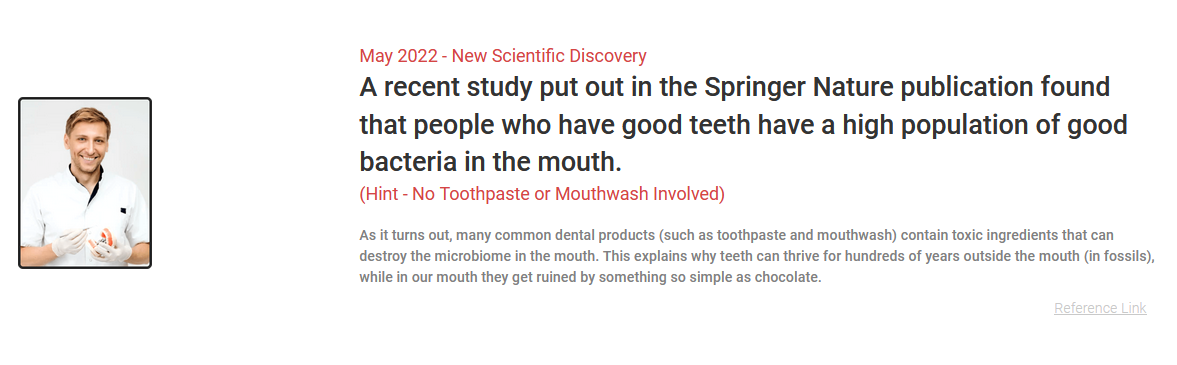 May 2022 - New Scientific Discovery
A recent study put out in the Springer Nature publication found
that people who have good teeth have a high population of good
bacteria in the mouth.
(Hint - No Toothpaste or Mouthwash Involved)
As it turns out, many common dental products (such as toothpaste and mouthwash) contain toxic ingredients that can
destroy the microbiome in the mouth. This explains why teeth can thrive for hundreds of years outside the mouth (in fossils),
while in our mouth they get ruined by something so simple as chocolate.
Reference Link